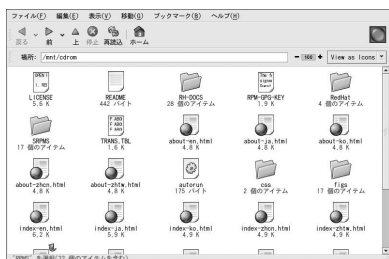 ファイル(F) 編集(E) 表示(V) 移動(G) ブックマーク(B) ヘルプ(H)
戻る 前 上 停止 再読込 ホーム
場所: /mnt/cdrom - 100 + View as Icons
LICENSE README RH-DOCS RPM-GPG-KEY RedHat
5.6 K 442 バイト 28 個のアイテム 1.9 K 4 個のアイテム
SRPMS TRANS.TBL about-en.html about-ja.html about-ko.html
17 個のアイテム 1.6 K 4.8 K 4.8 K 4.8 K
about-zhcn.html about-zhtw.html autorun css figs
4.8 K 4.8 K 175 バイト 2 個のアイテム 17 個のアイテム
index-en.html index-ja.html index-ko.html index-zhcn.html index-zhtw.html
6.2 K 5.9 K 4.9 K 4.9 K 4.9 K